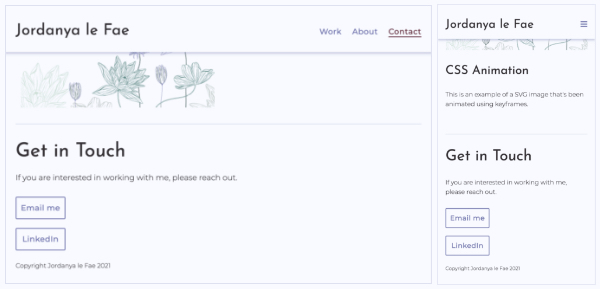 Jordanya le Fae
Work About Contact
Get in Touch
If you are interested in working with me, please reach out.
Email me
LinkedIn
Copyright Jordanya le Fae 2021
Jordanya le Fae
CSS Animation
This is an example of a SVG image that's been
animated using keyframes.
Get in Touch
If you are interested in working with me,
please reach out.
Email me
LinkedIn
Copyright Jordanya le Fae 2021